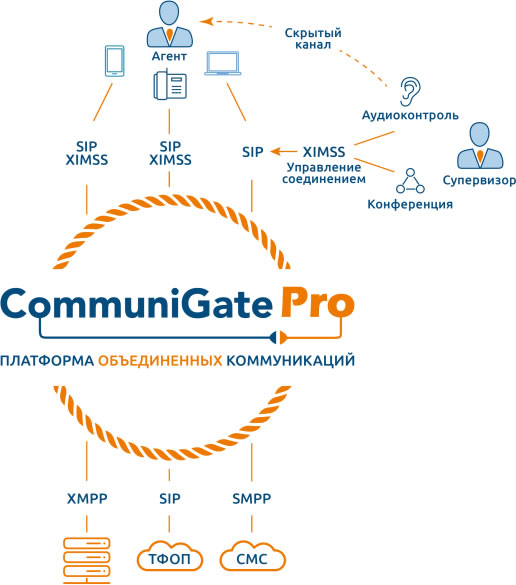 Агент
Скрытый
канал
Аудиоконтроль
SIP
XIMSS
SIP
XIMSS
SIP
XIMSS
Управление
соединением
Супервизор
Конференция
CommuniGate Pro
ПЛАТФОРМА ОБЪЕДИНЕННЫХ КОММУНИКАЦИЙ
XMPP
SIP
SMPP
ТФОП
СМС